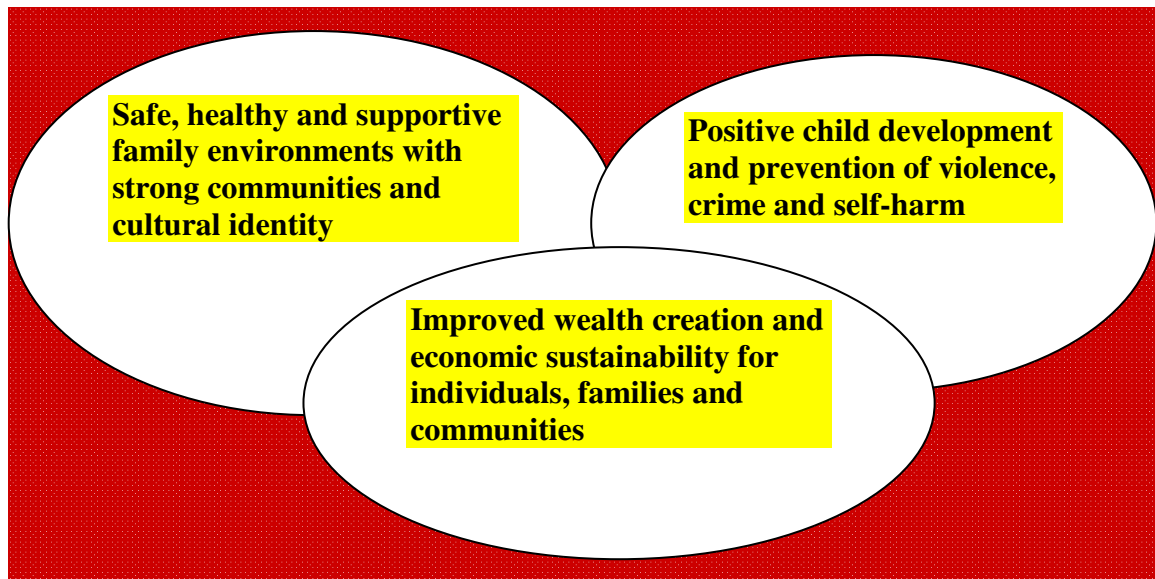 Safe, healthy and supportive
family environments with
strong communities and
cultural identity
Positive child development
and prevention of violence,
crime and self-harm
Improved wealth creation and
economic sustainability for
individuals, families and
communities